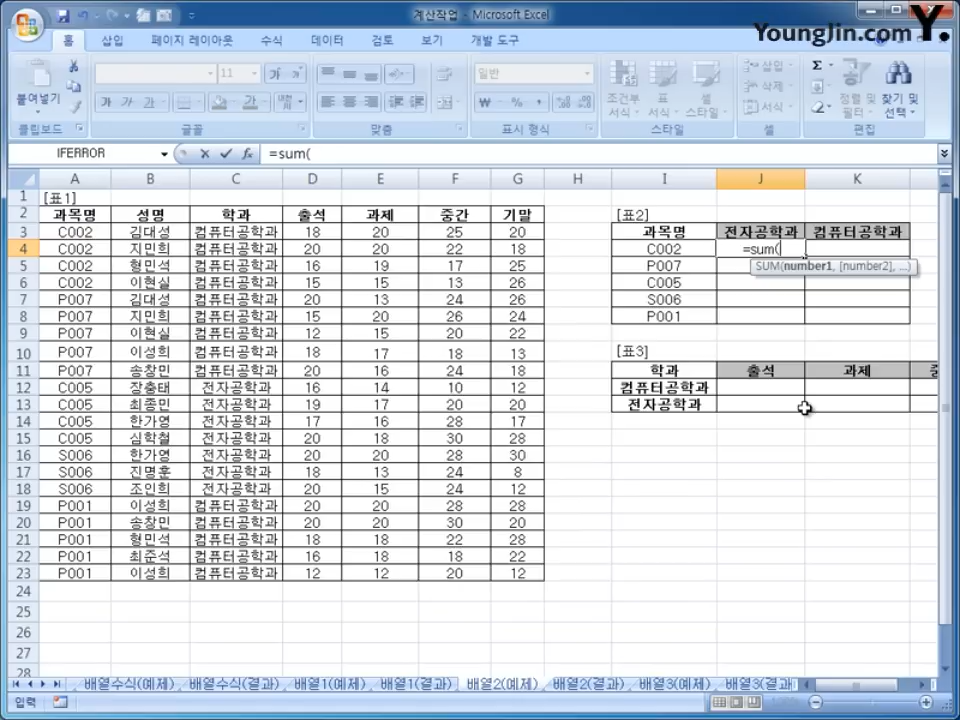 계산작업 - Microsoft Excel
YoungJin.com Y.
홈 삽입 페이지 레이아웃 수식 데이터 검토 보기 개발 도구
붙여넣기
클립보드
11
가 가 가
글꼴
맞춤
일반
표시 형식
조건부 서식
표 서식
셀 스타일
스타일
삽입
삭제
서식
셀
정렬 및 필터
찾기 및 선택
편집
IFERROR =sum(
A B C D E F G H I J K
1 [표1]
2 과목명 성명 학과 출석 과제 중간 기말 [표2]
3 C002 김대성 컴퓨터공학과 18 20 25 20 과목명 전자공학과 컴퓨터공학과
4 C002 지민희 컴퓨터공학과 20 20 22 18 C002 =sum(
SUM(number1, [number2], ...)
5 C002 형민석 컴퓨터공학과 16 19 17 25 P007
6 C002 이현실 컴퓨터공학과 15 15 13 26 C005
7 P007 김대성 컴퓨터공학과 20 13 24 26 S006
8 P007 지민희 컴퓨터공학과 15 20 26 24 P001
9 P007 이현실 컴퓨터공학과 12 15 20 22
10 P007 이성희 컴퓨터공학과 18 17 18 13 [표3]
11 P007 송창민 컴퓨터공학과 20 16 24 18 학과 출석 과제
12 C005 장충태 전자공학과 16 14 10 12 컴퓨터공학과
13 C005 최종민 전자공학과 19 17 20 20 전자공학과
14 C005 한가영 전자공학과 17 16 28 17
15 C005 심학철 전자공학과 20 18 30 28
16 S006 한가영 전자공학과 20 20 28 30
17 S006 진명훈 전자공학과 18 13 24 8
18 S006 조인희 전자공학과 20 15 24 12
19 P001 이성희 컴퓨터공학과 20 20 28 28
20 P001 송창민 컴퓨터공학과 20 20 30 20
21 P001 형민석 컴퓨터공학과 18 18 22 28
22 P001 최준석 컴퓨터공학과 16 18 18 22
23 P001 이성희 컴퓨터공학과 12 12 20 12
24
25
26
27
28
배열수식(예제) 배열수식(결과) 배열1(예제) 배열1(결과) 배열2(예제) 배열2(결과) 배열3(예제) 배열3(결과
입력